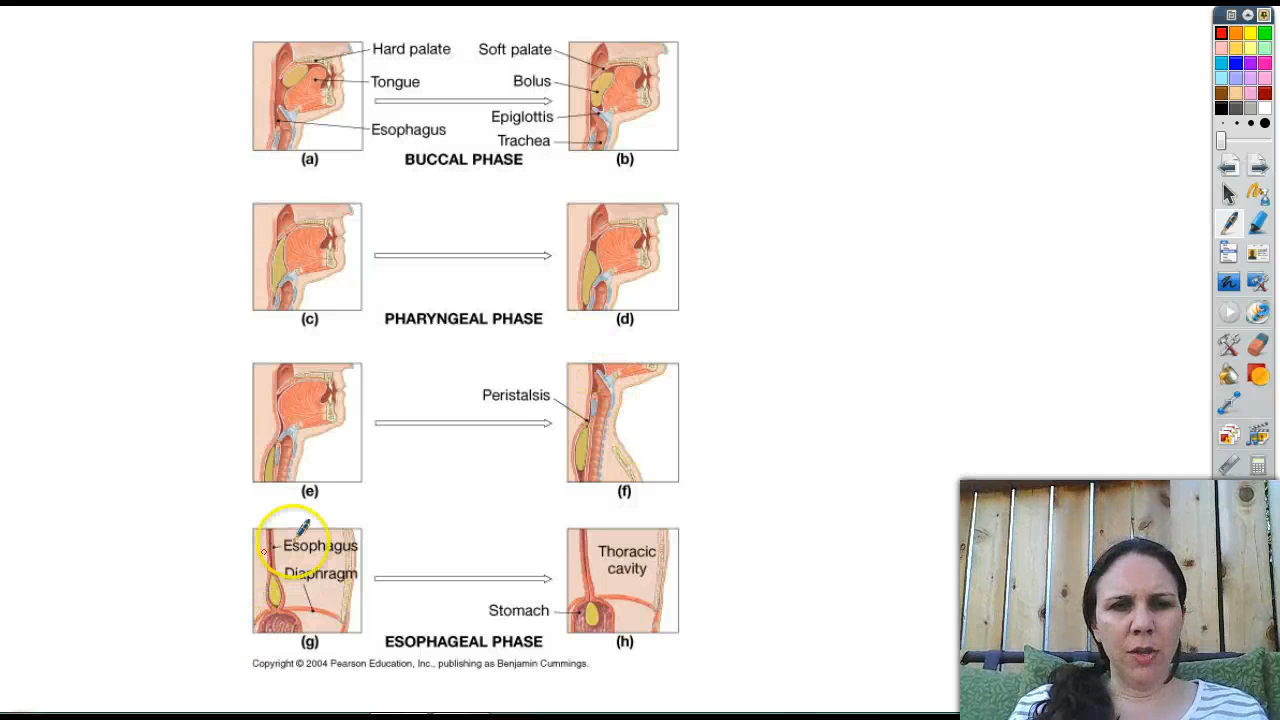 Hard palate
Soft palate
Tongue
Bolus
Epiglottis
Esophagus
Trachea
(a)
BUCCAL PHASE
(b)
(c)
PHARYNGEAL PHASE
(d)
Peristalsis
(e)
(f)
Esophagus
Thoracic
cavity
Diaphragm
Stomach
(g)
ESOPHAGEAL PHASE
(h)
Copyright © 2004 Pearson Education, Inc., publishing as Benjamin Cummings.